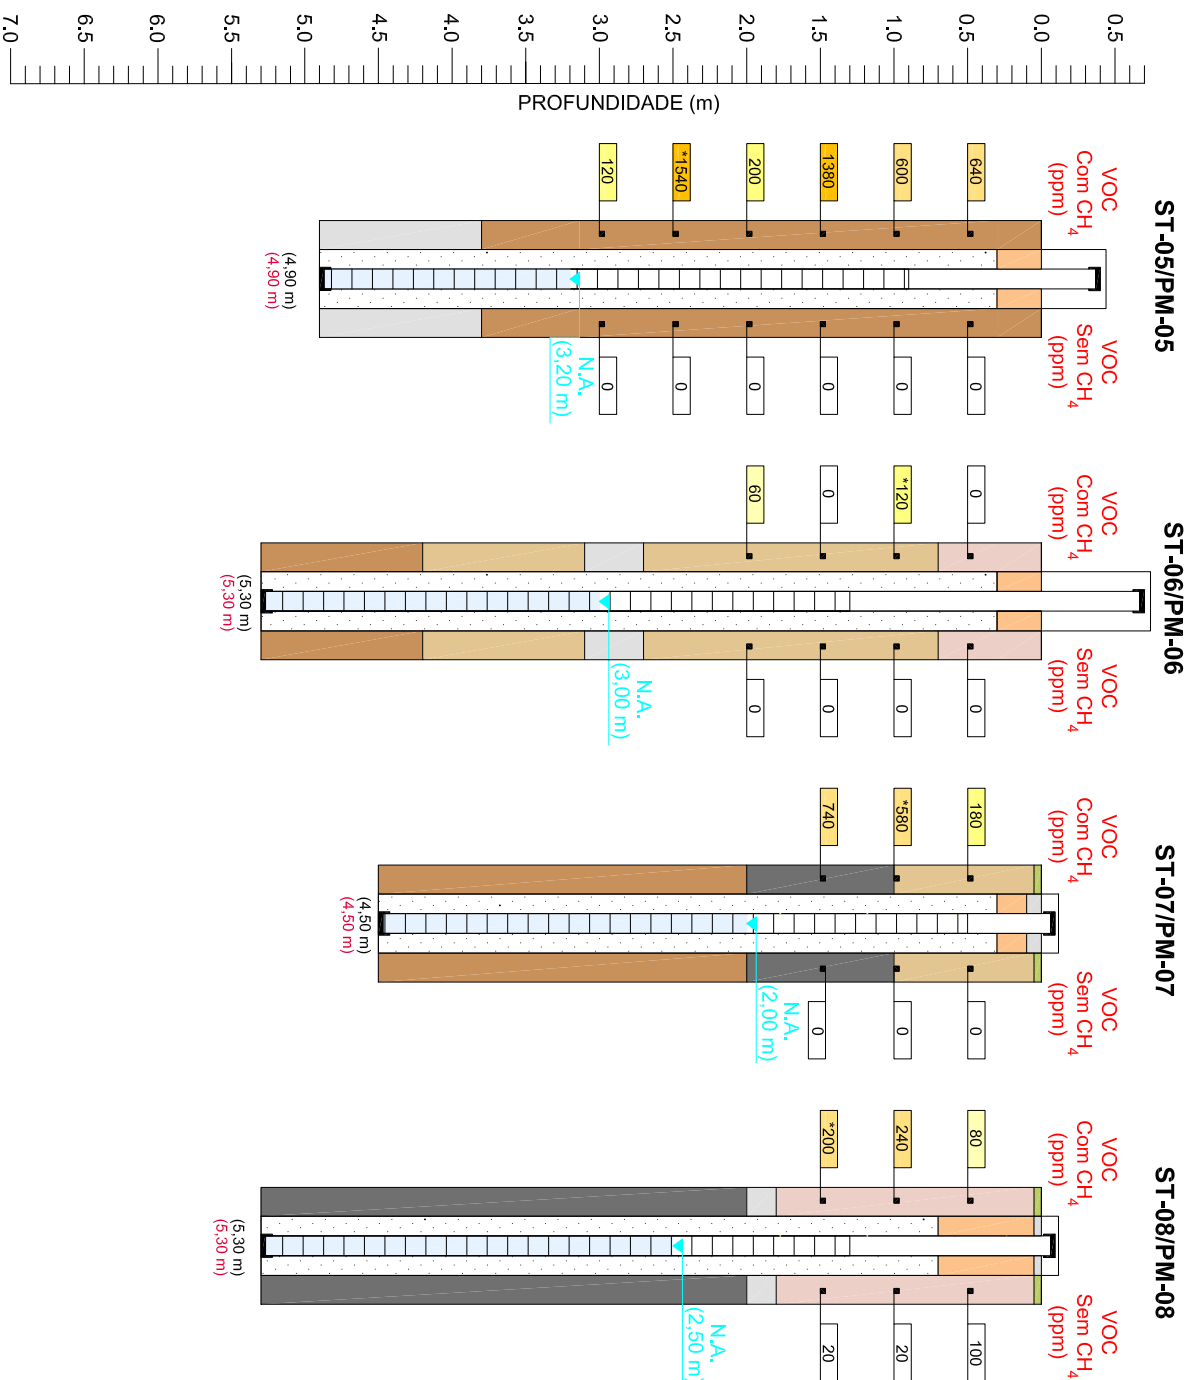 0.5
0.0
0.5
1.0
1.5
2.0
2.5
3.0
3.5
4.0
4.5
5.0
5.5
6.0
6.5
7.0
PROFUNDIDADE (m)
ST-05/PM-05
VOC
Com CH4
(ppm)
640
600
1380
200
*1540
120
VOC
Sem CH4
(ppm)
0
0
0
0
0
0
N.A.
(3,20 m)
(4,90 m)
(4,90 m)
ST-06/PM-06
VOC
Com CH4
(ppm)
0
*120
0
60
VOC
Sem CH4
(ppm)
0
0
0
0
N.A.
(3,00 m)
(5,30 m)
(5,30 m)
ST-07/PM-07
VOC
Com CH4
(ppm)
180
*580
740
VOC
Sem CH4
(ppm)
0
0
0
N.A.
(2,00 m)
(4,50 m)
(4,50 m)
ST-08/PM-08
VOC
Com CH4
(ppm)
80
240
*200
VOC
Sem CH4
(ppm)
100
20
20
N.A.
(2,50 m)
(5,30 m)
(5,30 m)